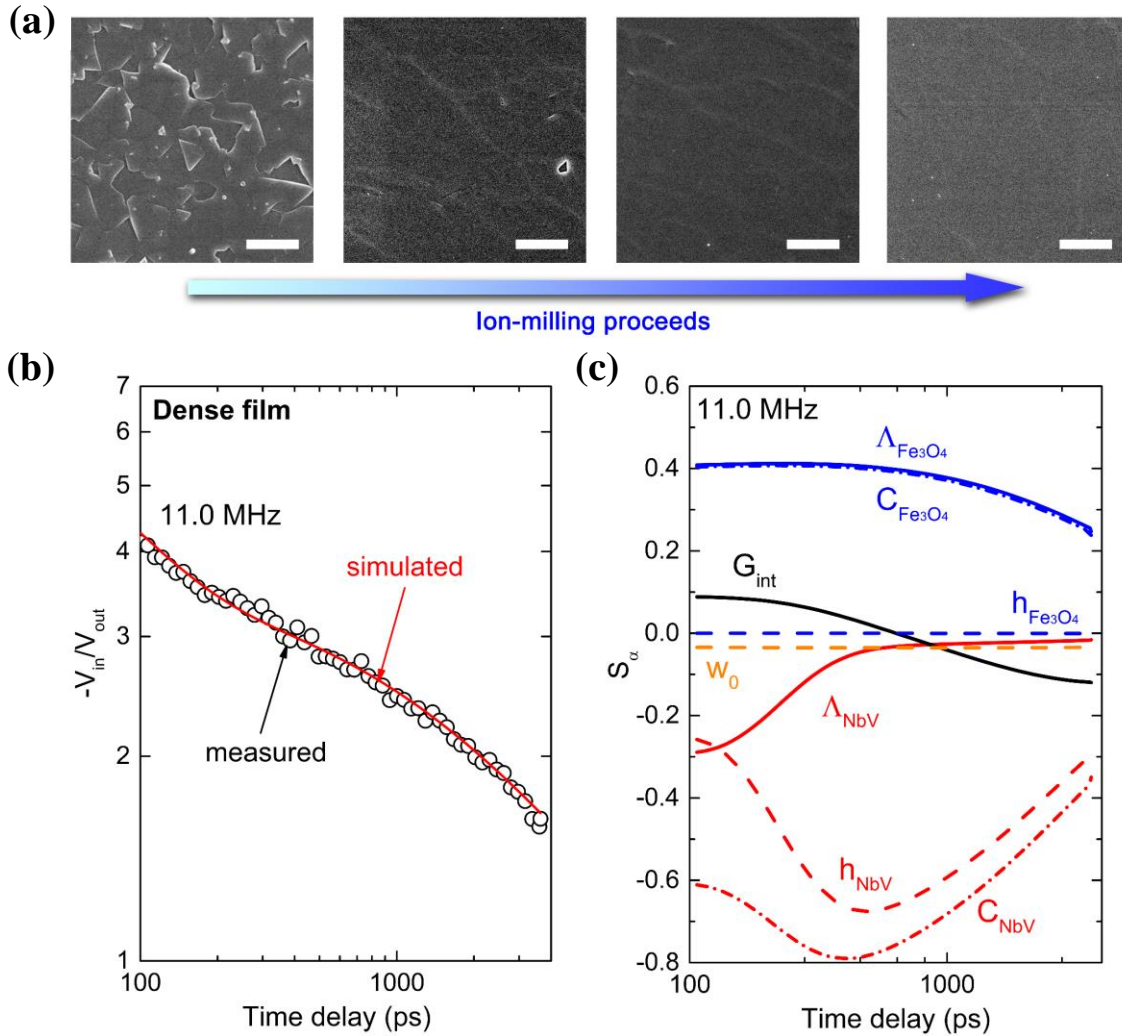 (a)
Ion-milling proceeds
(b)
7
6
5
4
3
2
1
Dense film
11.0 MHz
simulated
measured
-V_in/V_out
100
1000
Time delay (ps)
(c)
0.6
0.4
0.2
0.0
-0.2
-0.4
-0.6
-0.8
11.0 MHz
Λ_Fe₃O₄
C_Fe₃O₄
G_int
h_Fe₃O₄
w₀
Λ_NbV
h_NbV
C_NbV
S_α
100
1000
Time delay (ps)